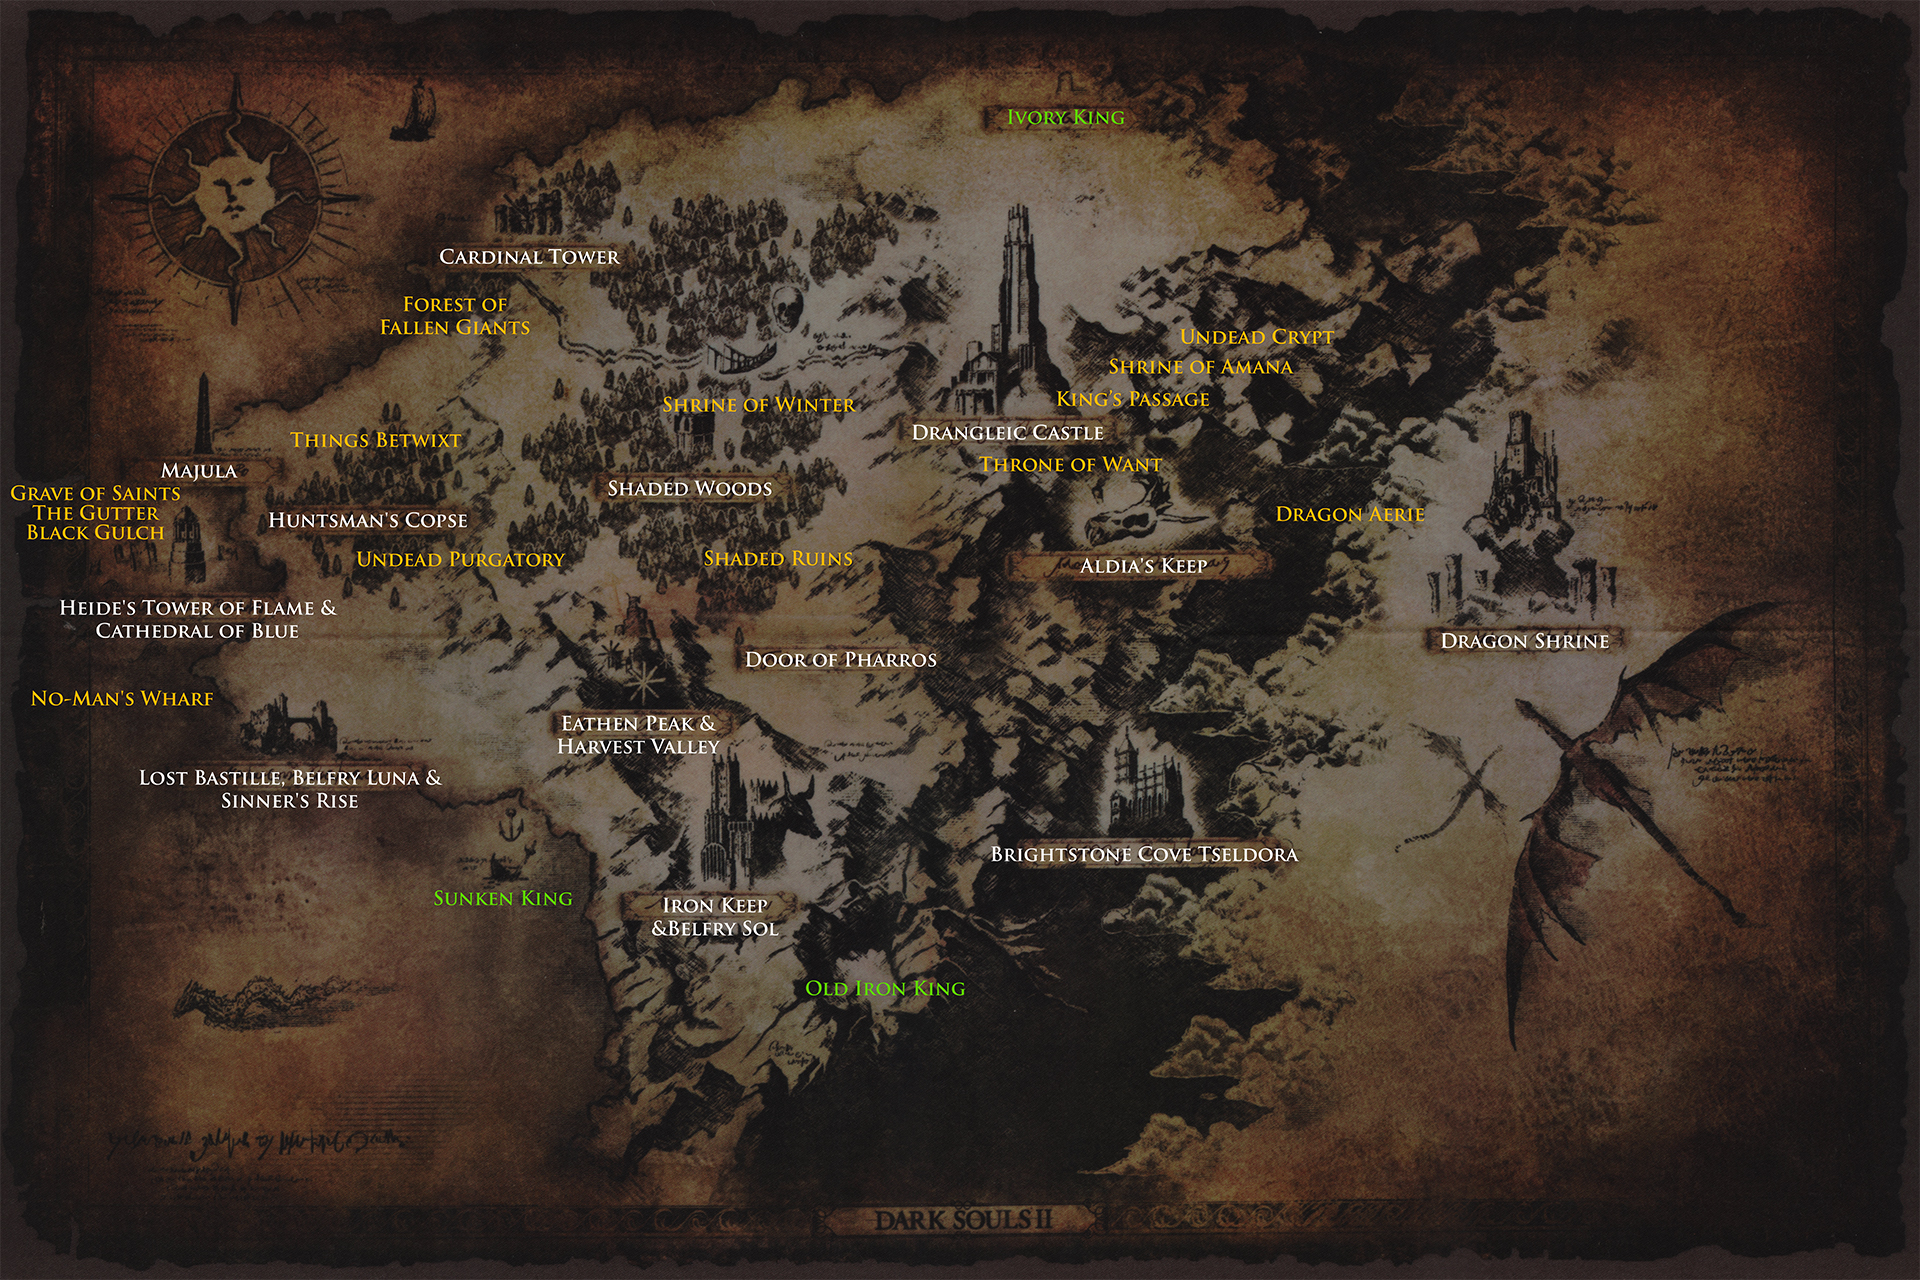 Ivory King
Cardinal Tower
Forest of
Fallen Giants
Undead Crypt
Shrine of Amana
King's Passage
Shrine of Winter
Drangleic Castle
Things Betwixt
Throne of Want
Majula
Shaded Woods
Grave of Saints
The Gutter
Black Gulch
Huntsman's Copse
Dragon Aerie
Undead Purgatory
Shaded Ruins
Aldia's Keep
Heide's Tower of Flame &
Cathedral of Blue
Dragon Shrine
Door of Pharros
No-Man's Wharf
Eathen Peak &
Harvest Valley
Lost Bastille, Belfry Luna &
Sinner's Rise
Brightstone Cove Tseldora
Sunken King
Iron Keep
&Belfry Sol
Old Iron King
DARK SOULS II